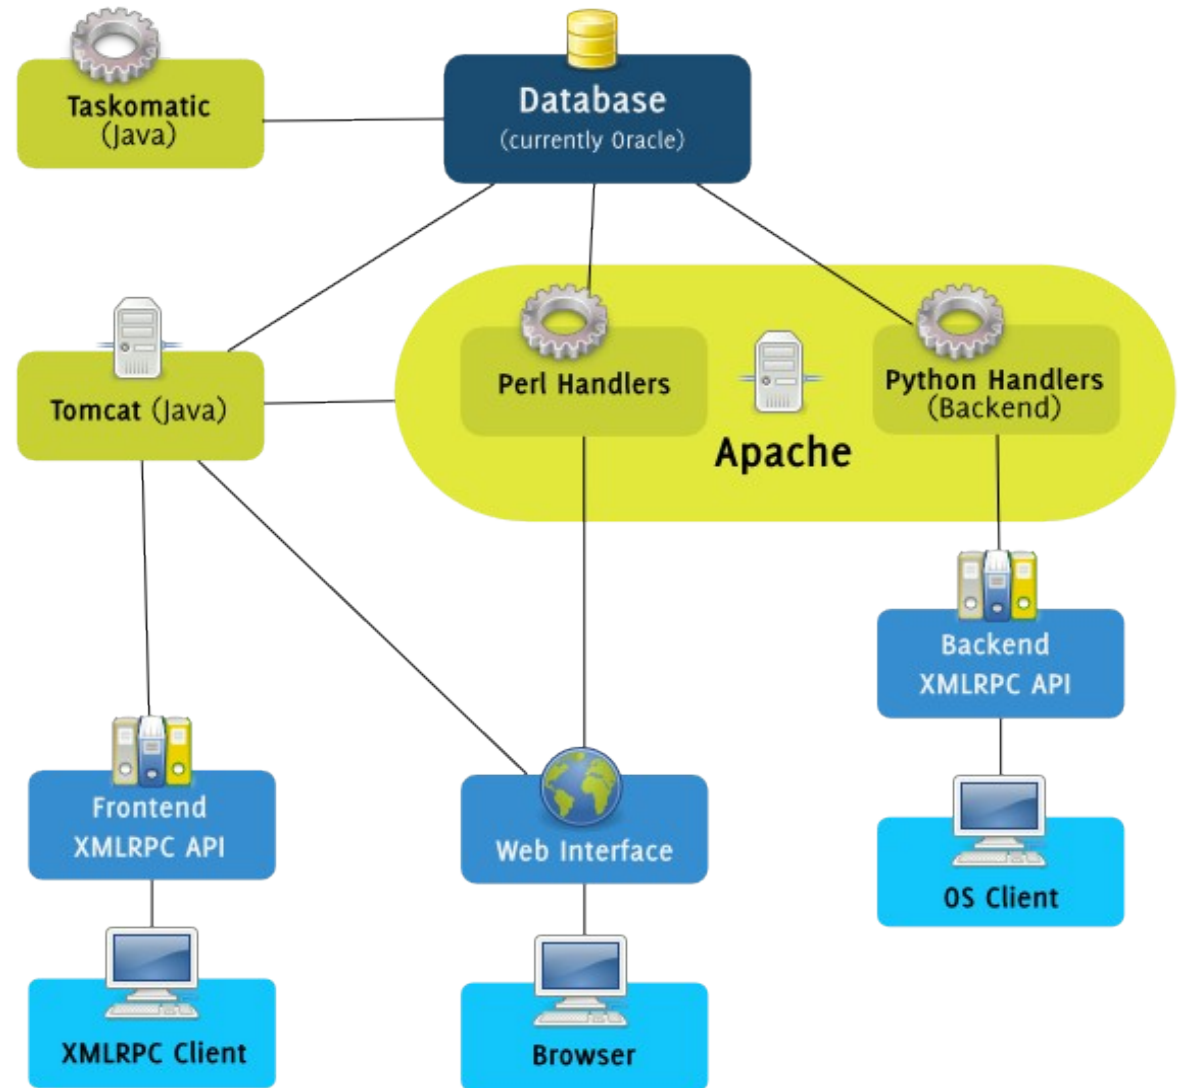 Taskomatic
(Java)
Database
(currently Oracle)
Tomcat (Java)
Perl Handlers
Python Handlers
(Backend)
Apache
Backend
XMLRPC API
Frontend
XMLRPC API
Web Interface
OS Client
XMLRPC Client
Browser